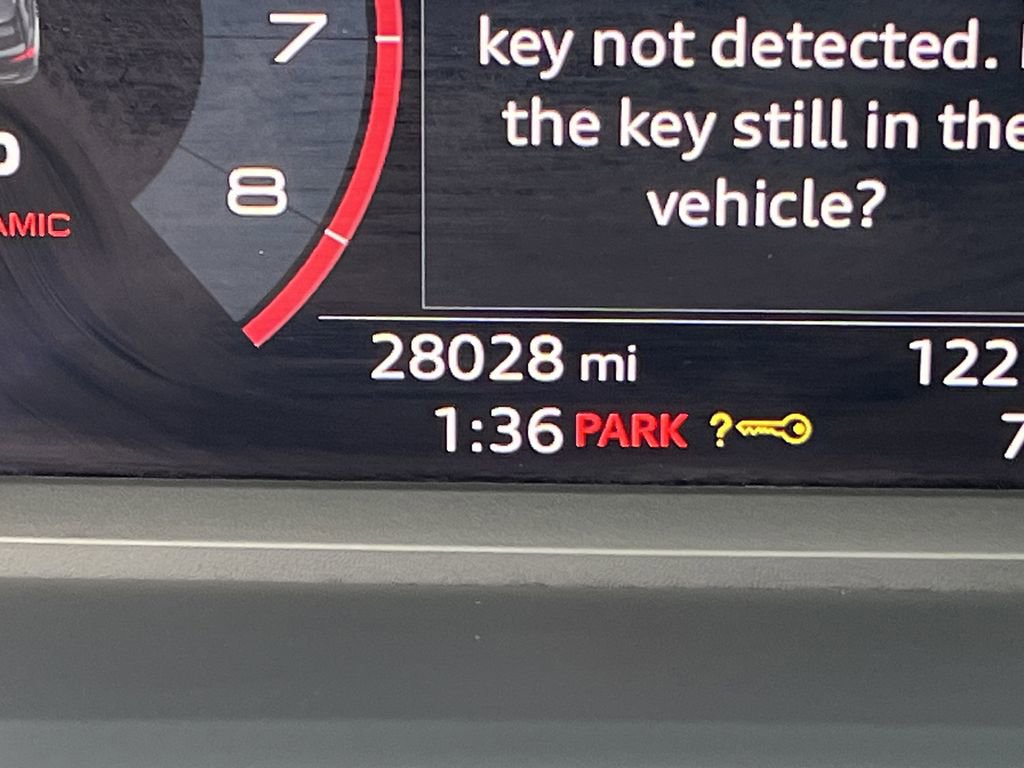 7
key not detected.
the key still in the
vehicle?
8
AMIC
28028 mi
122
1:36 PARK ?
7